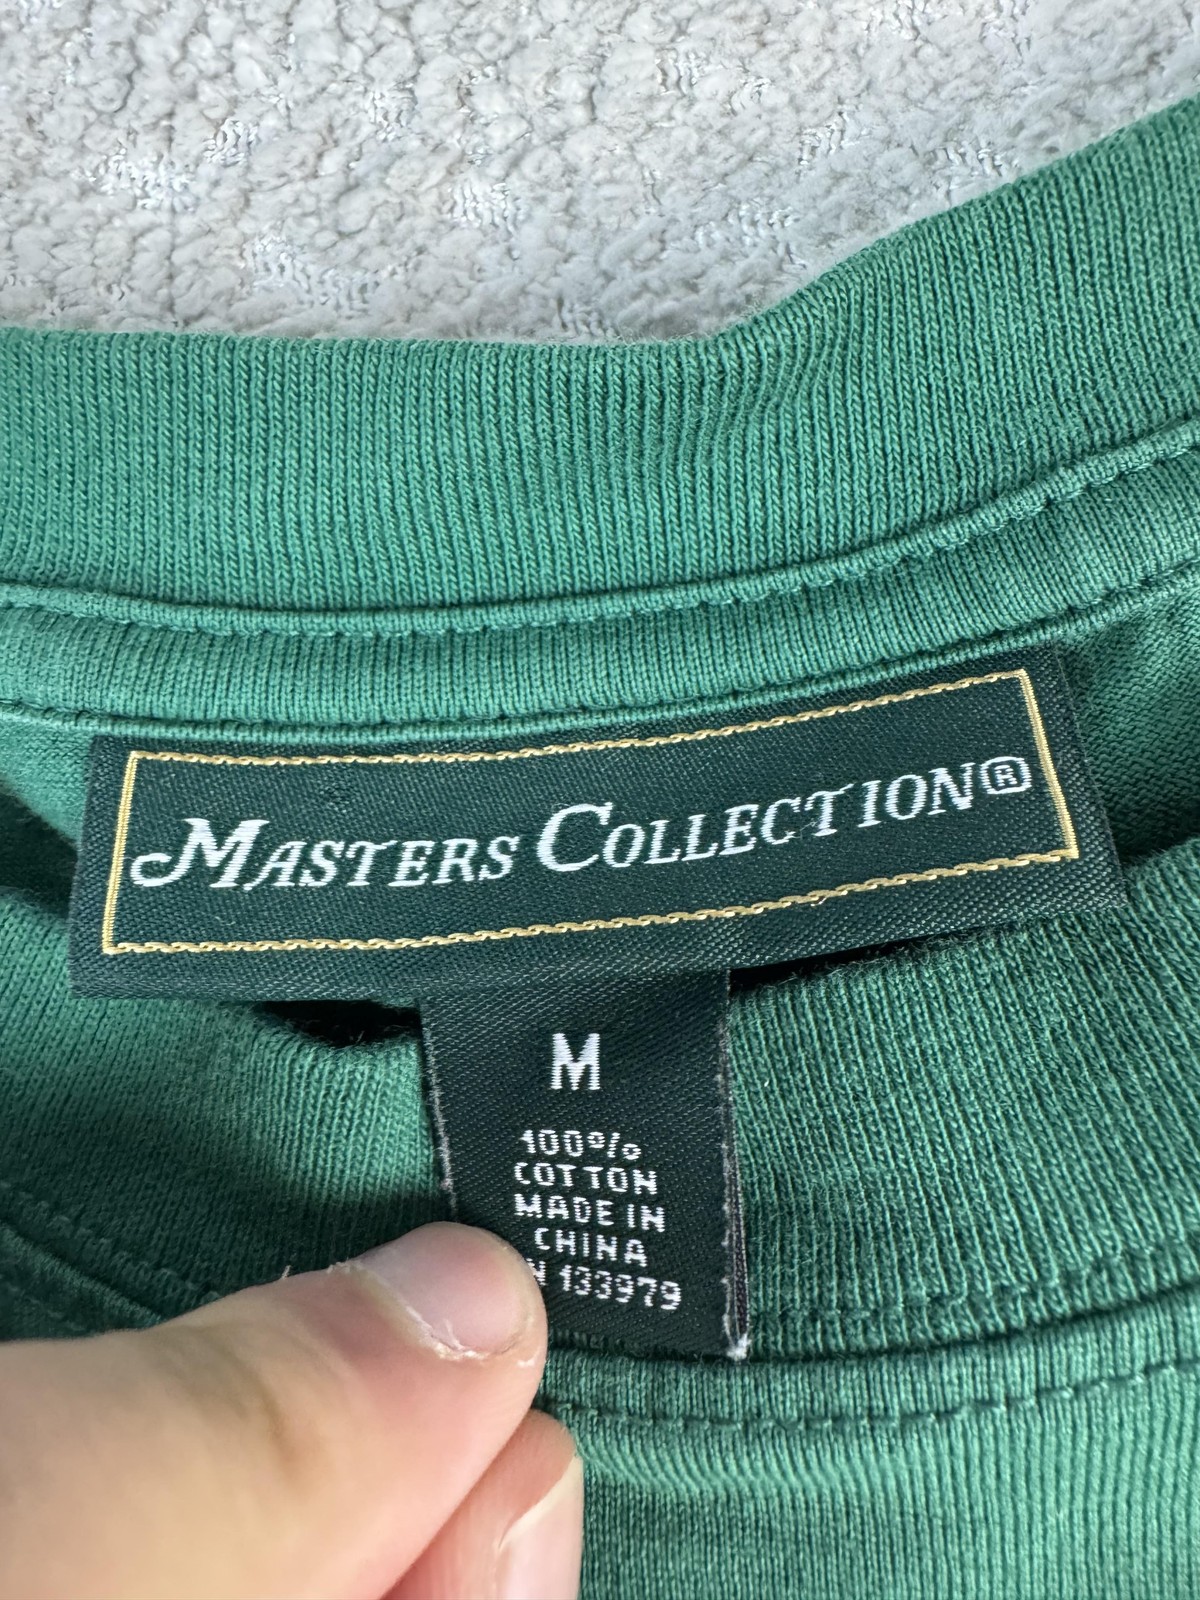 MASTERS COLLECTION®
M
100%
COTTON
MADE IN
CHINA
N 133979